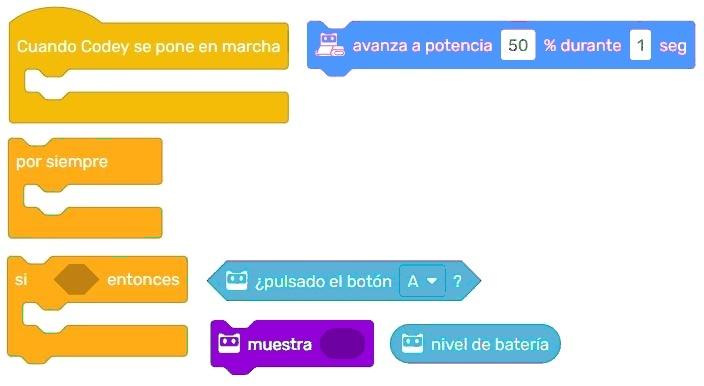 Cuando Codey se pone en marcha
avanza a potencia 50 % durante 1 seg
por siempre
si entonces
¿pulsado el botón A ?
muestra
nivel de batería